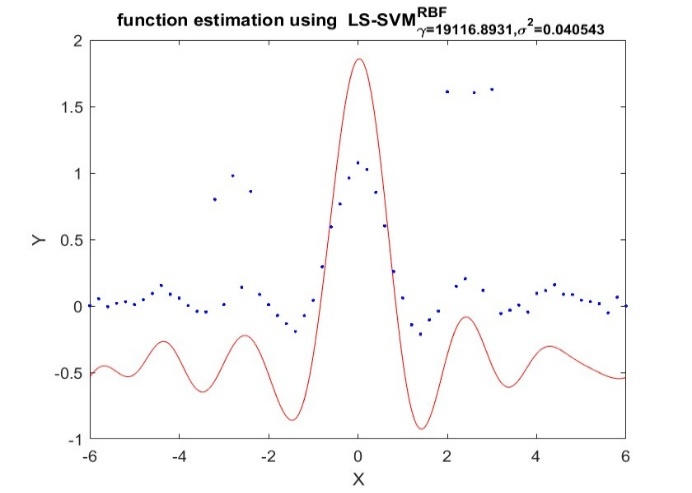 function estimation using LS-SVM RBF γ=19116.8931,σ²=0.040543
2
1.5
1
0.5
0
-0.5
-1
Y
-6 -4 -2 0 2 4 6
X